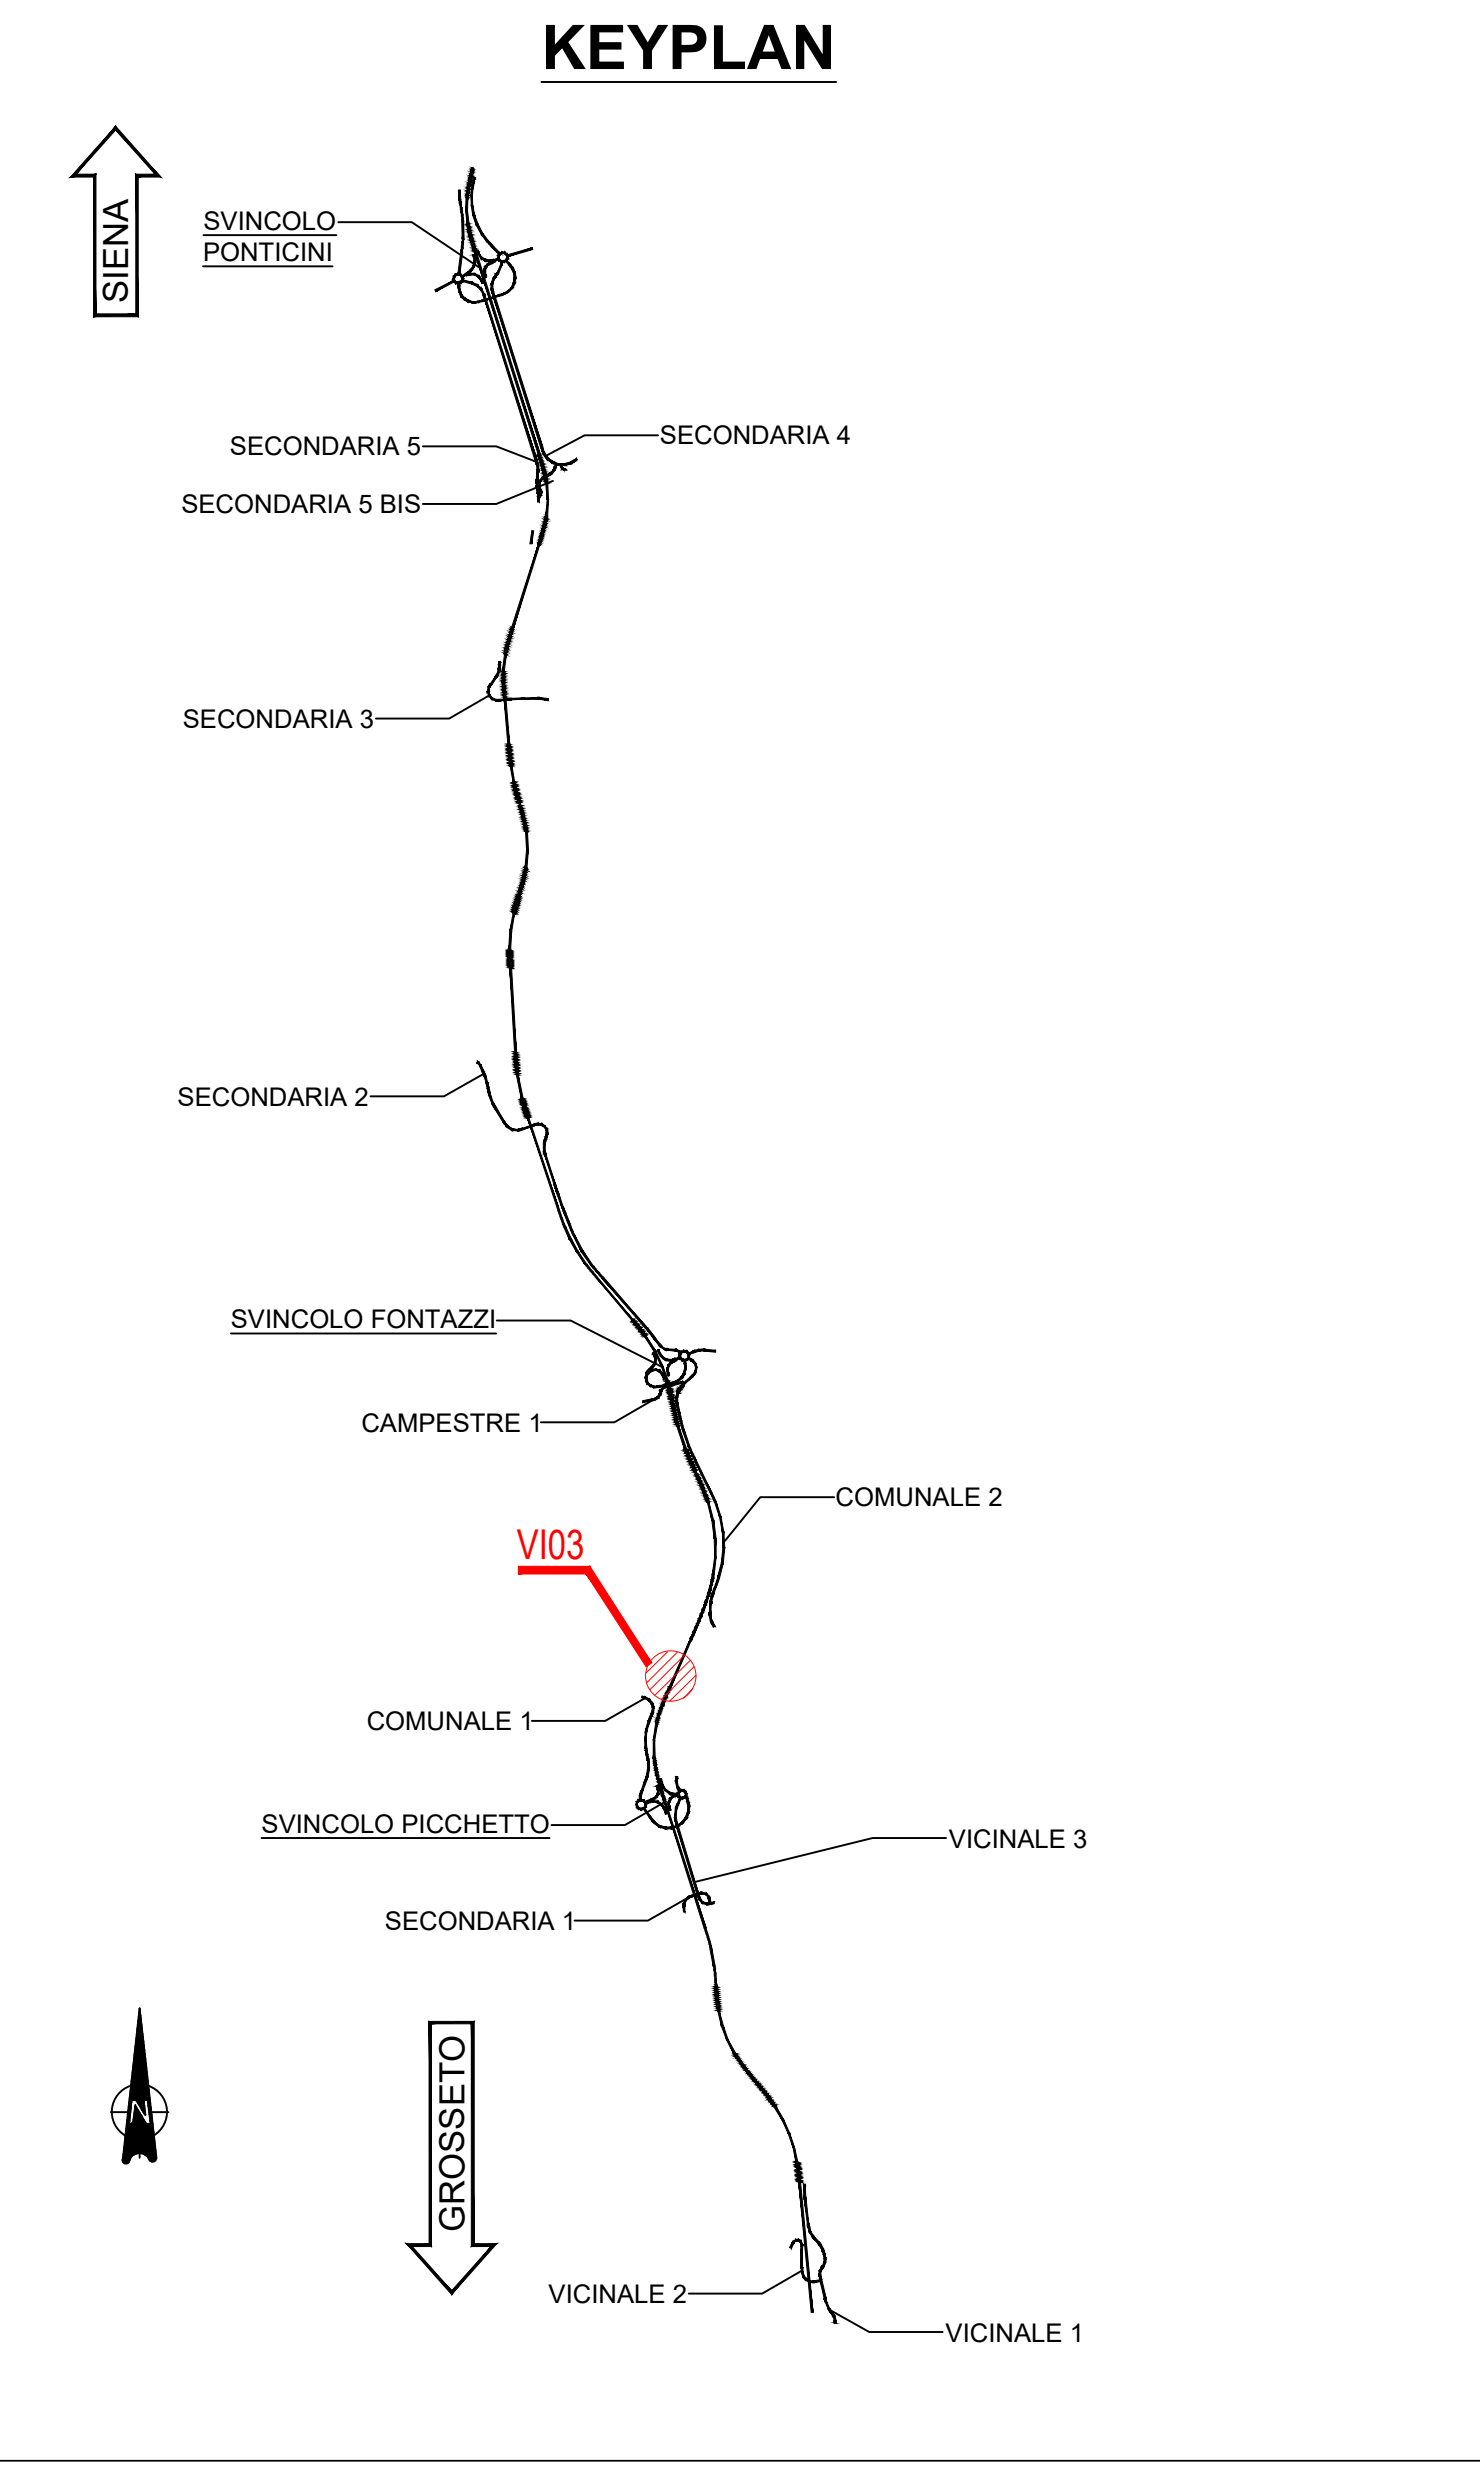 KEYPLAN
SIENA
SVINCOLO
PONTICINI
SECONDARIA 4
SECONDARIA 5
SECONDARIA 5 BIS
SECONDARIA 3
SECONDARIA 2
SVINCOLO FONTAZZI
CAMPESTRE 1
COMUNALE 2
VI03
COMUNALE 1
SVINCOLO PICCHETTO
VICINALE 3
SECONDARIA 1
N
GROSSETO
VICINALE 2
VICINALE 1